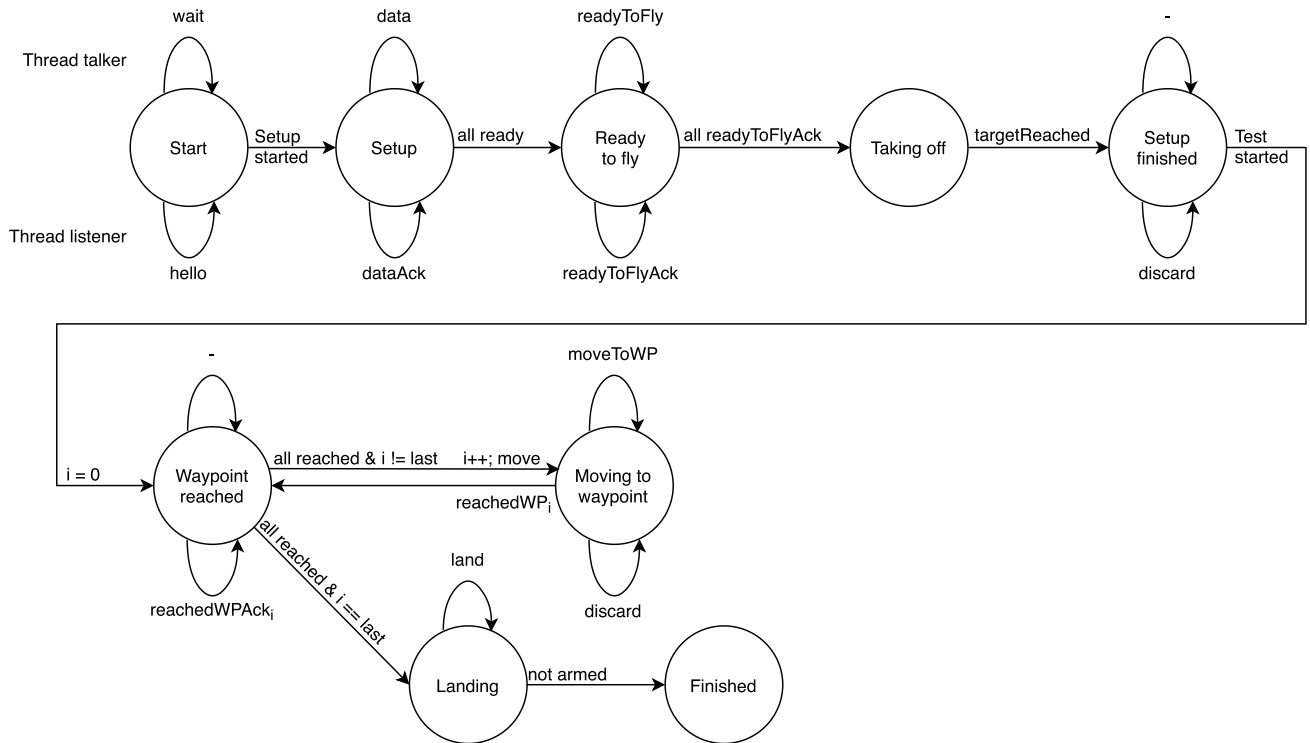 wait
data
readyToFly
-
Thread talker
Start
Setup
started
Setup
all ready
Ready
to fly
all readyToFlyAck
Taking off
targetReached
Setup
finished
Test
started
Thread listener
hello
dataAck
readyToFlyAck
discard
-
moveToWP
i = 0
Waypoint
reached
all reached & i != last
i++; move
reachedWPi
Moving to
waypoint
all reached & i == last
reachedWPAcki
discard
land
Landing
not armed
Finished